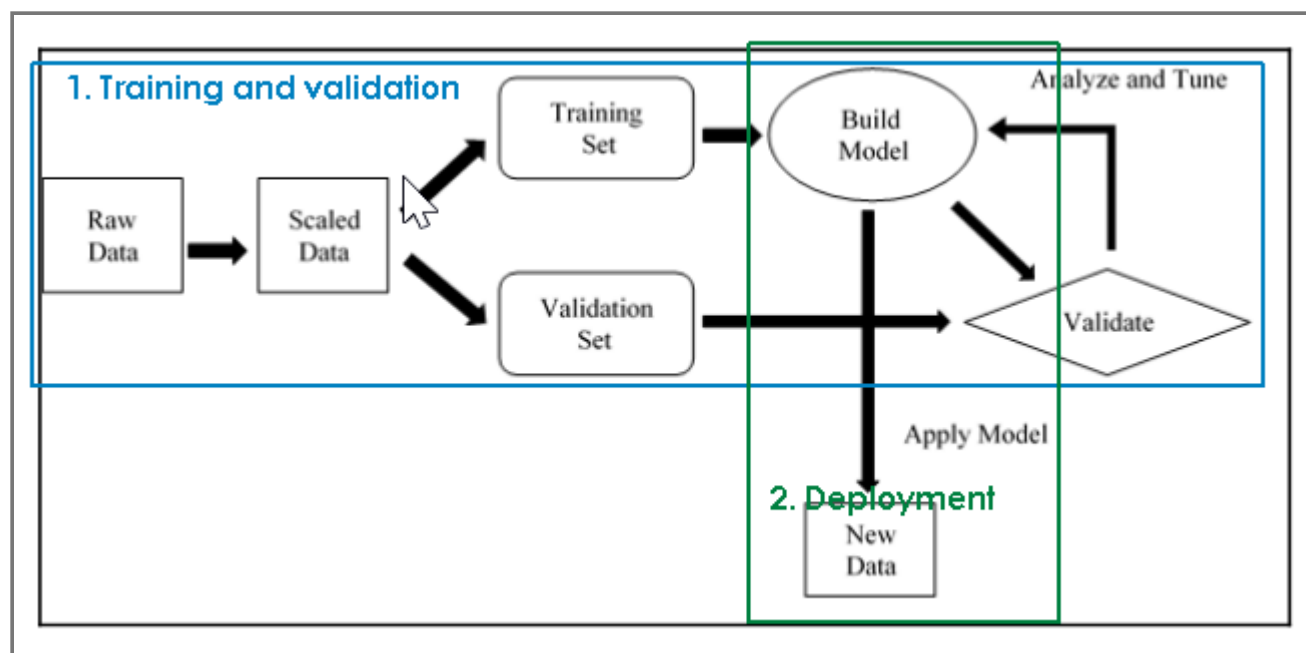 1. Training and validation
Analyze and Tune
Training
Set
Build
Model
Raw
Data
Scaled
Data
Validation
Set
Validate
Apply Model
2. Deployment
New
Data